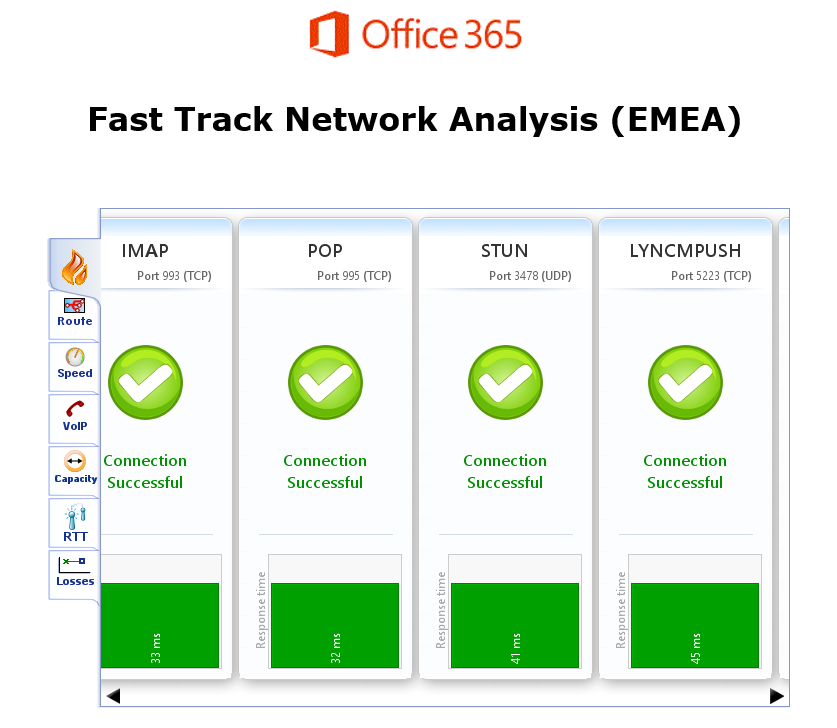 Office 365
Fast Track Network Analysis (EMEA)
Route
Speed
VoIP
Capacity
RTT
Losses
IMAP
Port 993 (TCP)
Connection
Successful
33 ms
POP
Port 995 (TCP)
Connection
Successful
Response time
32 ms
STUN
Port 3478 (UDP)
Connection
Successful
Response time
41 ms
LYNCMPUSH
Port 5223 (TCP)
Connection
Successful
Response time
45 ms